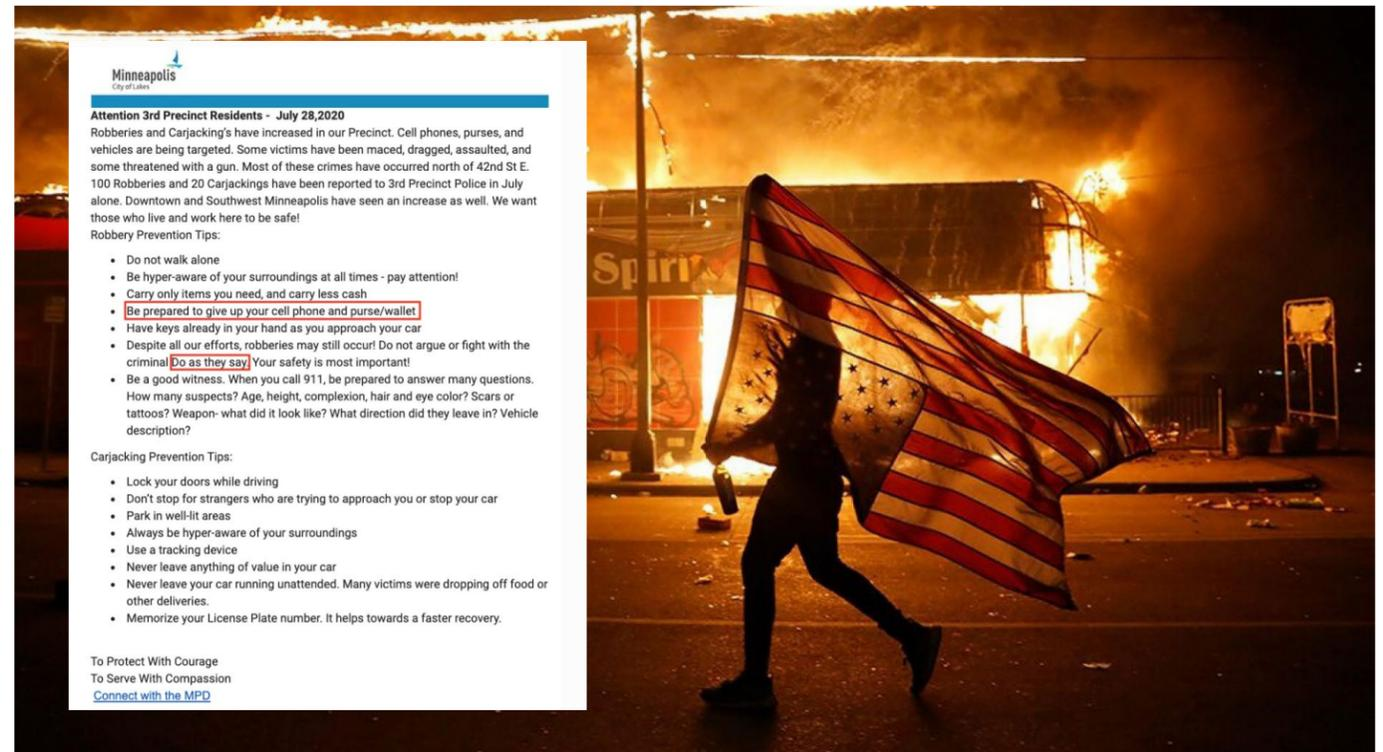 Minneapolis
City of Lakes
Attention 3rd Precinct Residents - July 28,2020
Robberies and Carjacking's have increased in our Precinct. Cell phones, purses, and
vehicles are being targeted. Some victims have been maced, dragged, assaulted, and
some threatened with a gun. Most of these crimes have occurred north of 42nd St E.
100 Robberies and 20 Carjackings have been reported to 3rd Precinct Police in July
alone. Downtown and Southwest Minneapolis have seen an increase as well. We want
those who live and work here to be safe!
Robbery Prevention Tips:
• Do not walk alone
• Be hyper-aware of your surroundings at all times - pay attention!
• Carry only items you need, and carry less cash
• Be prepared to give up your cell phone and purse/wallet
• Have keys already in your hand as you approach your car
• Despite all our efforts, robberies may still occur! Do not argue or fight with the
criminal Do as they say. Your safety is most important!
• Be a good witness. When you call 911, be prepared to answer many questions.
How many suspects? Age, height, complexion, hair and eye color? Scars or
tattoos? Weapon- what did it look like? What direction did they leave in? Vehicle
description?
Carjacking Prevention Tips:
• Lock your doors while driving
• Don't stop for strangers who are trying to approach you or stop your car
• Park in well-lit areas
• Always be hyper-aware of your surroundings
• Use a tracking device
• Never leave anything of value in your car
• Never leave your car running unattended. Many victims were dropping off food or
other deliveries.
• Memorize your License Plate number. It helps towards a faster recovery.
To Protect With Courage
To Serve With Compassion
Connect with the MPD
Spiri